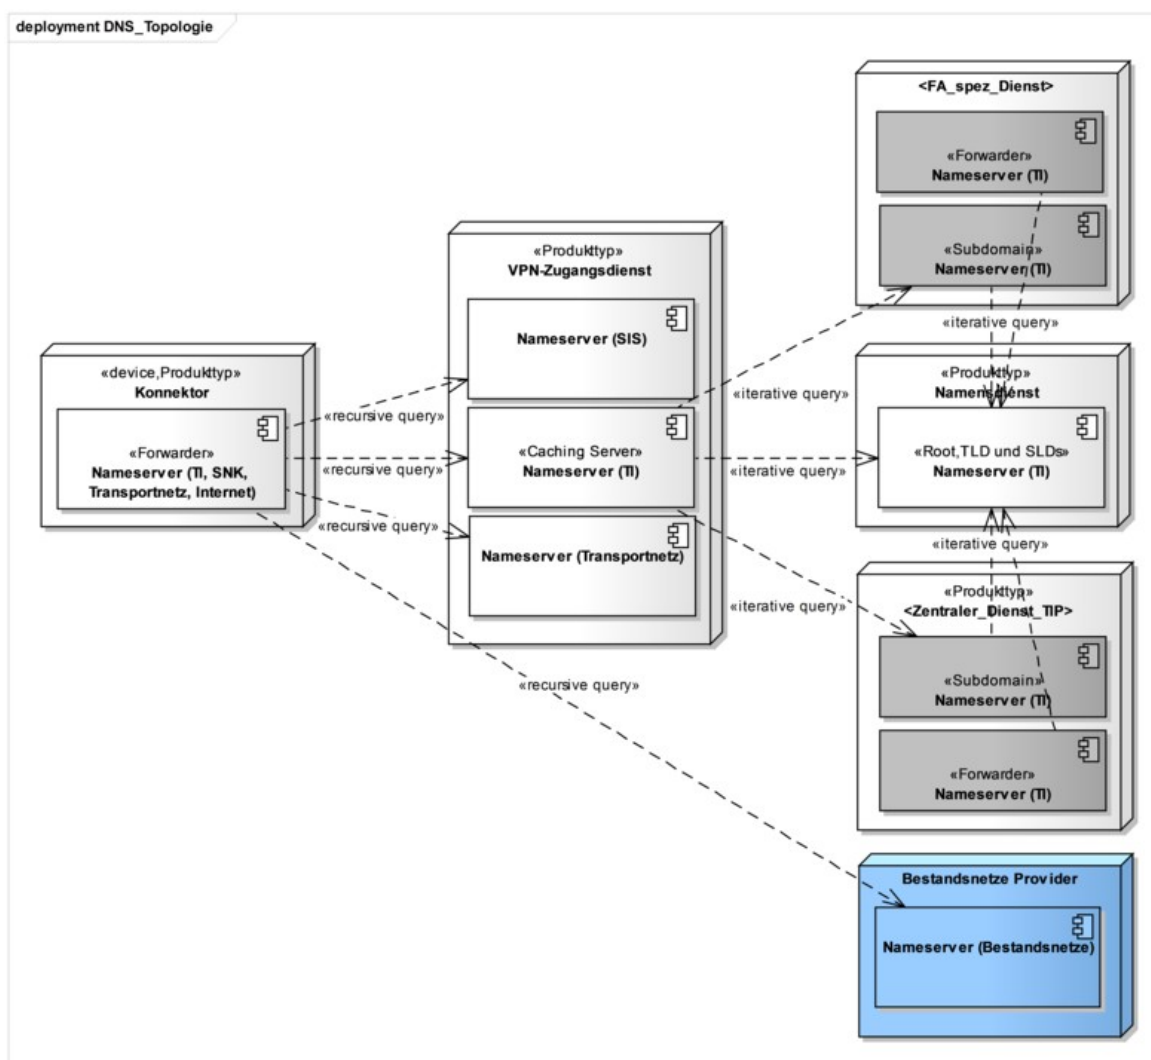 deployment DNS_Topologie
«device,Produkttyp»
Konnektor
«Forwarder»
Nameserver (TI, SNK,
Transportnetz, Internet)
«recursive query»
«recursive query»
«recursive query»
«recursive query»
«Produkttyp»
VPN-Zugangsdienst
Nameserver (SIS)
«Caching Server»
Nameserver (TI)
Nameserver (Transportnetz)
«iterative query»
«iterative query»
«iterative query»
<FA_spez_Dienst>
«Forwarder»
Nameserver (TI)
«Subdomain»
Nameserver (TI)
«iterative query»
«Produkttyp»
Namensdienst
«Root,TLD und SLDs»
Nameserver (TI)
«iterative query»
«Produkttyp»
<Zentraler_Dienst_TIP>
«Subdomain»
Nameserver (TI)
«Forwarder»
Nameserver (TI)
Bestandsnetze Provider
Nameserver (Bestandsnetze)